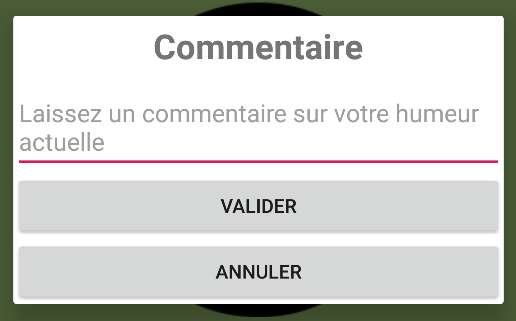 Commentaire
Laissez un commentaire sur votre humeur
actuelle
VALIDER
ANNULER